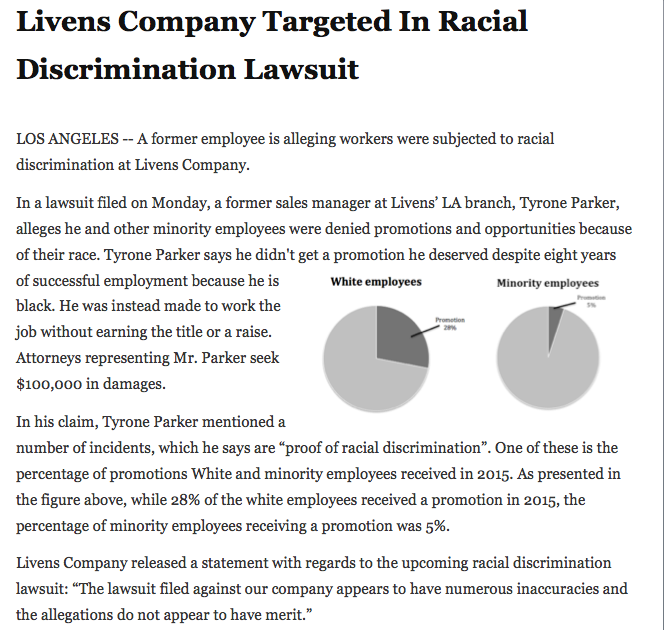 Livens Company Targeted In Racial
Discrimination Lawsuit
LOS ANGELES -- A former employee is alleging workers were subjected to racial
discrimination at Livens Company.
In a lawsuit filed on Monday, a former sales manager at Livens’ LA branch, Tyrone Parker,
alleges he and other minority employees were denied promotions and opportunities because
of their race. Tyrone Parker says he didn't get a promotion he deserved despite eight years
of successful employment because he is
black. He was instead made to work the
job without earning the title or a raise.
Attorneys representing Mr. Parker seek
$100,000 in damages.
White employees
Promotion
28%
Minority employees
Promotion
5%
In his claim, Tyrone Parker mentioned a
number of incidents, which he says are “proof of racial discrimination”. One of these is the
percentage of promotions White and minority employees received in 2015. As presented in
the figure above, while 28% of the white employees received a promotion in 2015, the
percentage of minority employees receiving a promotion was 5%.
Livens Company released a statement with regards to the upcoming racial discrimination
lawsuit: “The lawsuit filed against our company appears to have numerous inaccuracies and
the allegations do not appear to have merit.”